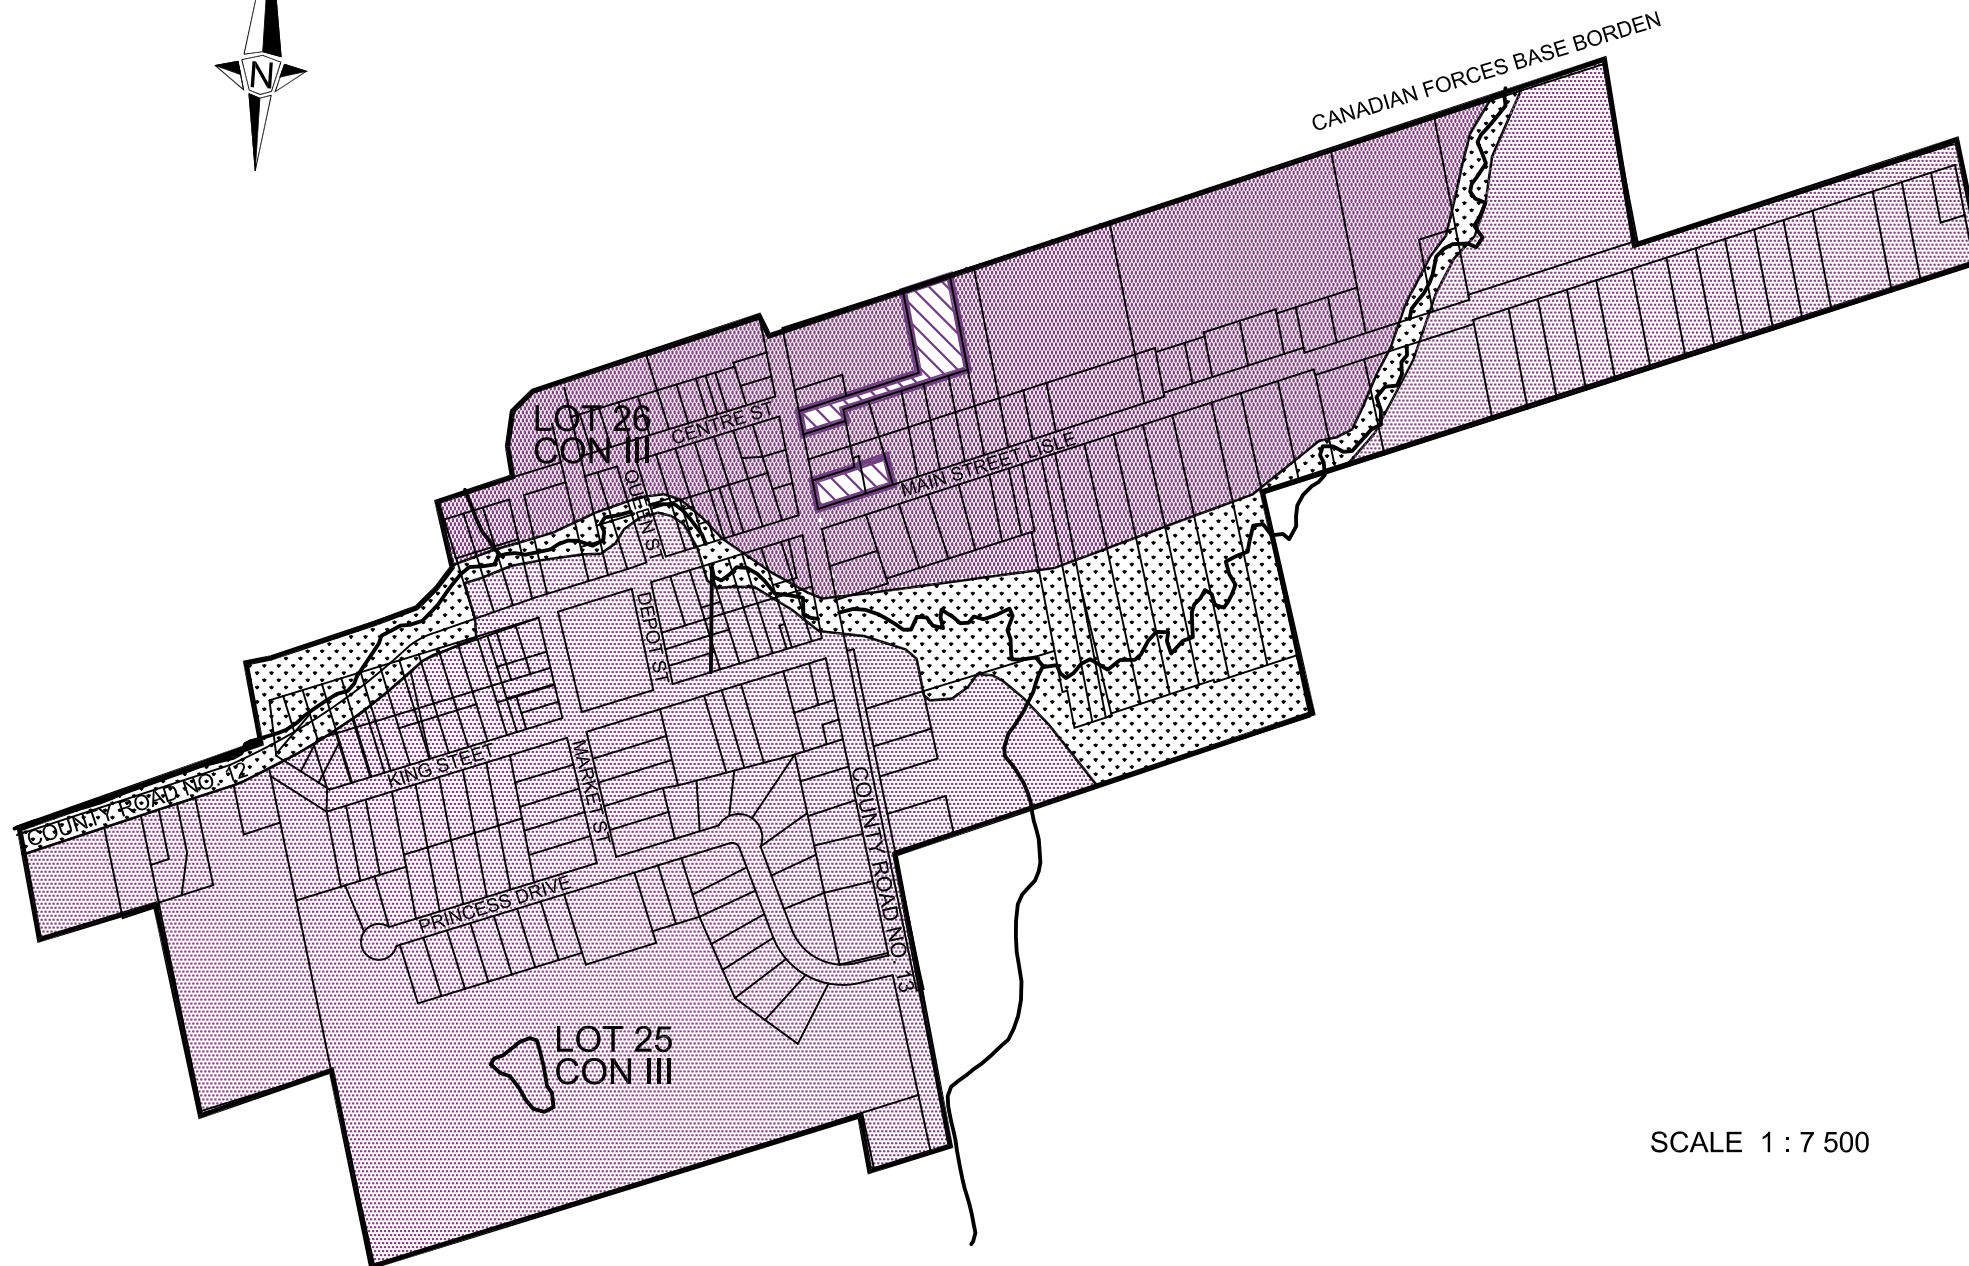 N
CANADIAN FORCES BASE BORDEN
LOT 26
CON III
CENTRE ST
QUEEN ST
MAIN STREET LISLE
DEPOT ST
KING STEET
MARKET ST
COUNTY ROAD NO. 12
COUNTY ROAD NO. 13
PRINCESS DRIVE
LOT 25
CON III
SCALE 1 : 7 500